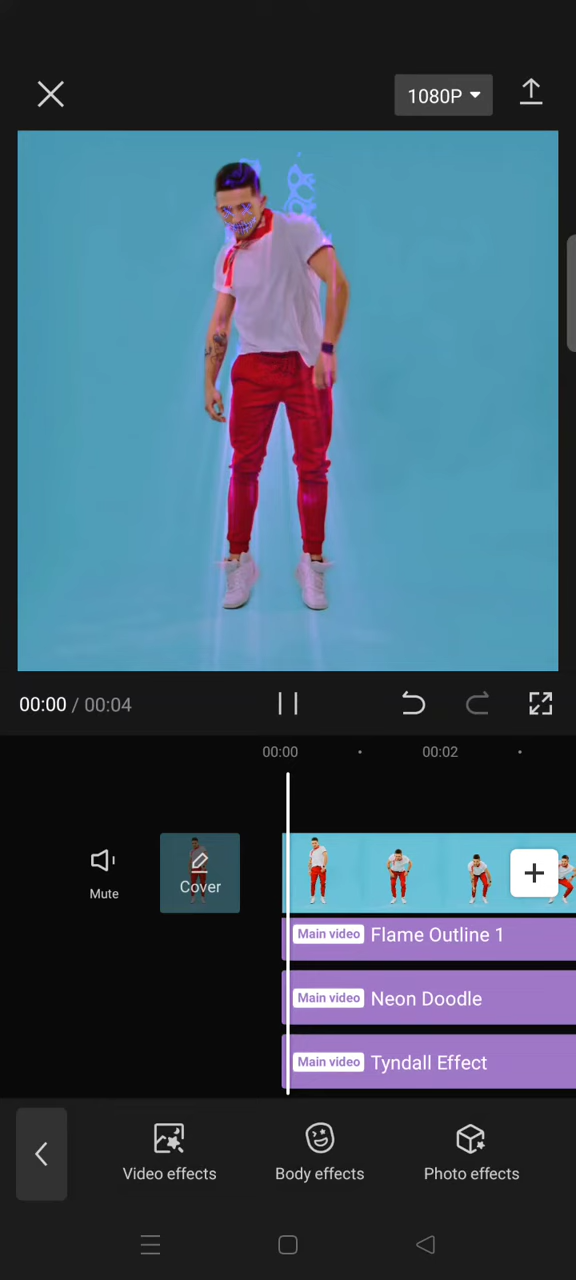 1080P
00:00 / 00:04
00:00
00:02
Mute
Cover
Main video Flame Outline 1
Main video Neon Doodle
Main video Tyndall Effect
Video effects
Body effects
Photo effects